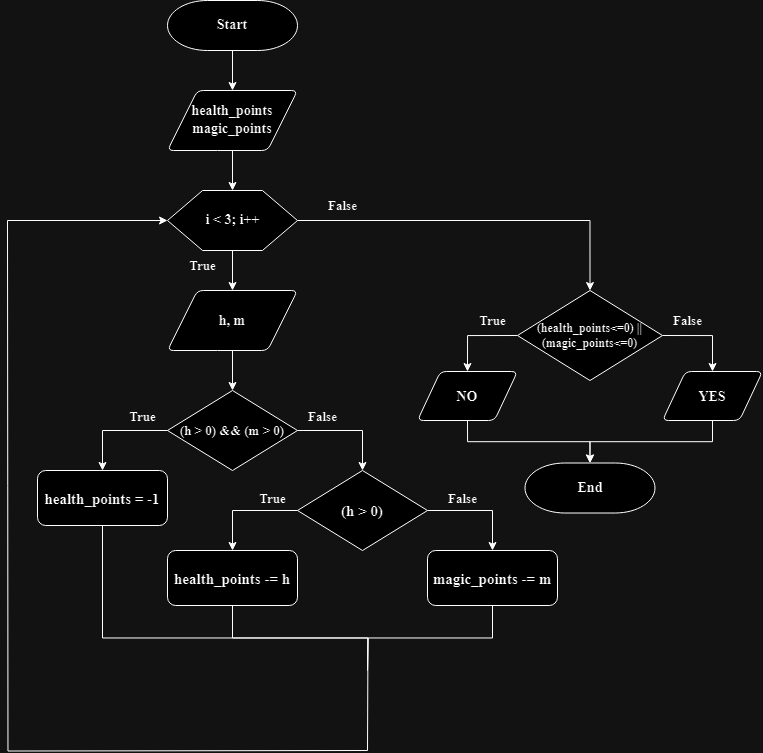 Start
health_points
magic_points
i < 3; i++
False
True
h, m
(health_points<=0) ||
(magic_points<=0)
True
False
NO
YES
End
(h > 0) && (m > 0)
True
False
health_points = -1
(h > 0)
True
False
health_points -= h
magic_points -= m